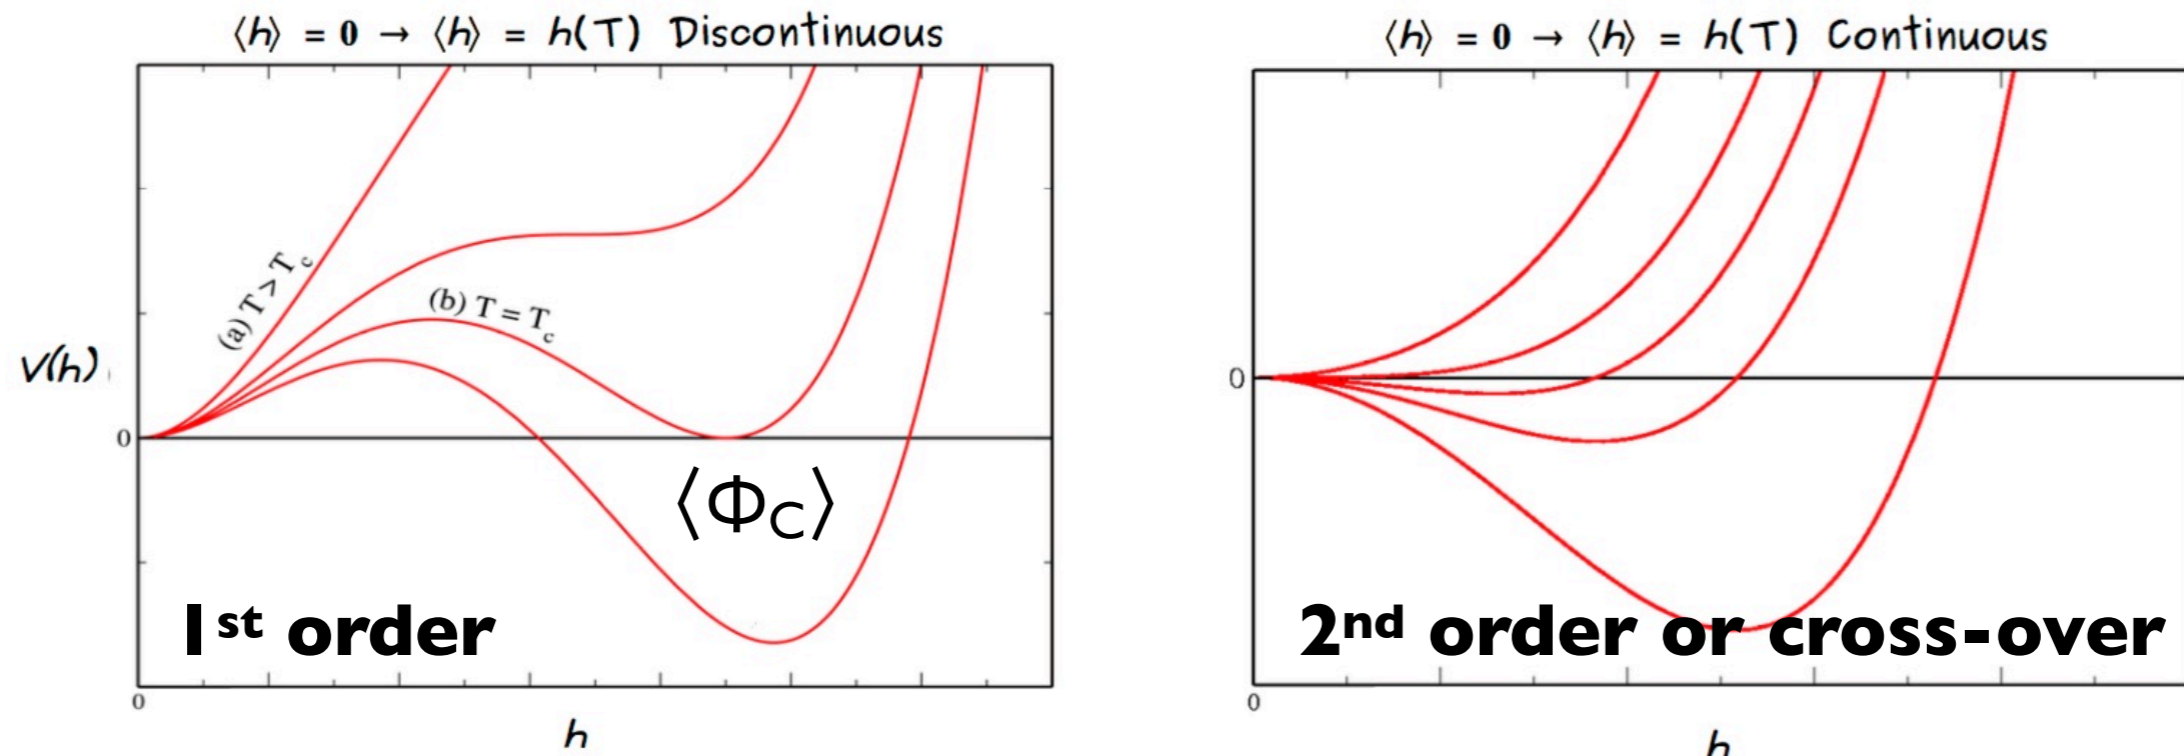 ⟨h⟩ = 0 → ⟨h⟩ = h(T) Discontinuous
(a) T > Tc
(b) T = Tc
V(h)
0
⟨ΦC⟩
1st order
0
h
⟨h⟩ = 0 → ⟨h⟩ = h(T) Continuous
0
2nd order or cross-over
0
h